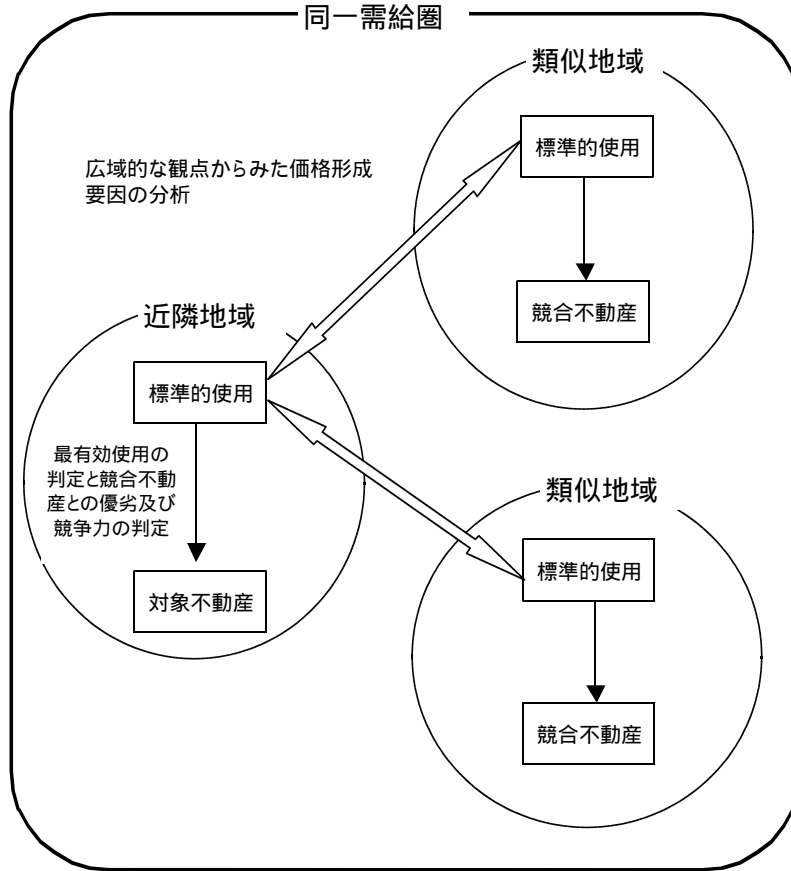 同一需給圏
類似地域
標準的使用
広域的な観点からみた価格形成
要因の分析
競合不動産
近隣地域
標準的使用
最有効使用の
判定と競合不動
産との優劣及び
競争力の判定
対象不動産
類似地域
標準的使用
競合不動産